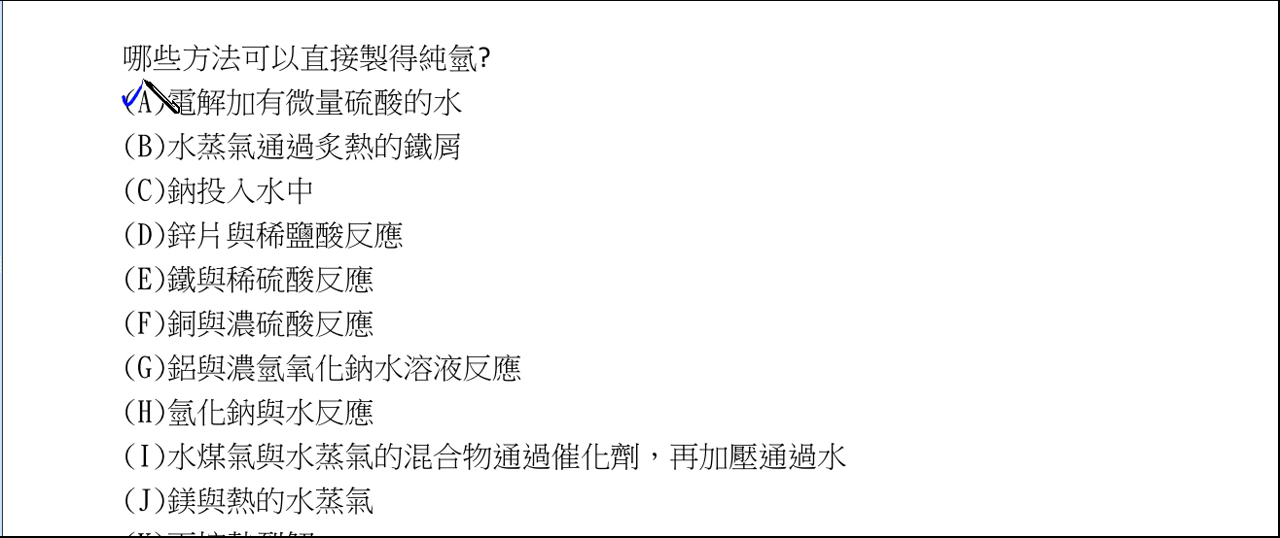 哪些方法可以直接製得純氫?
(A)電解加有微量硫酸的水
(B)水蒸氣通過炙熱的鐵屑
(C)鈉投入水中
(D)鋅片與稀鹽酸反應
(E)鐵與稀硫酸反應
(F)銅與濃硫酸反應
(G)鋁與濃氫氧化鈉水溶液反應
(H)氫化鈉與水反應
(I)水煤氣與水蒸氣的混合物通過催化劑，再加壓通過水
(J)鎂與熱的水蒸氣